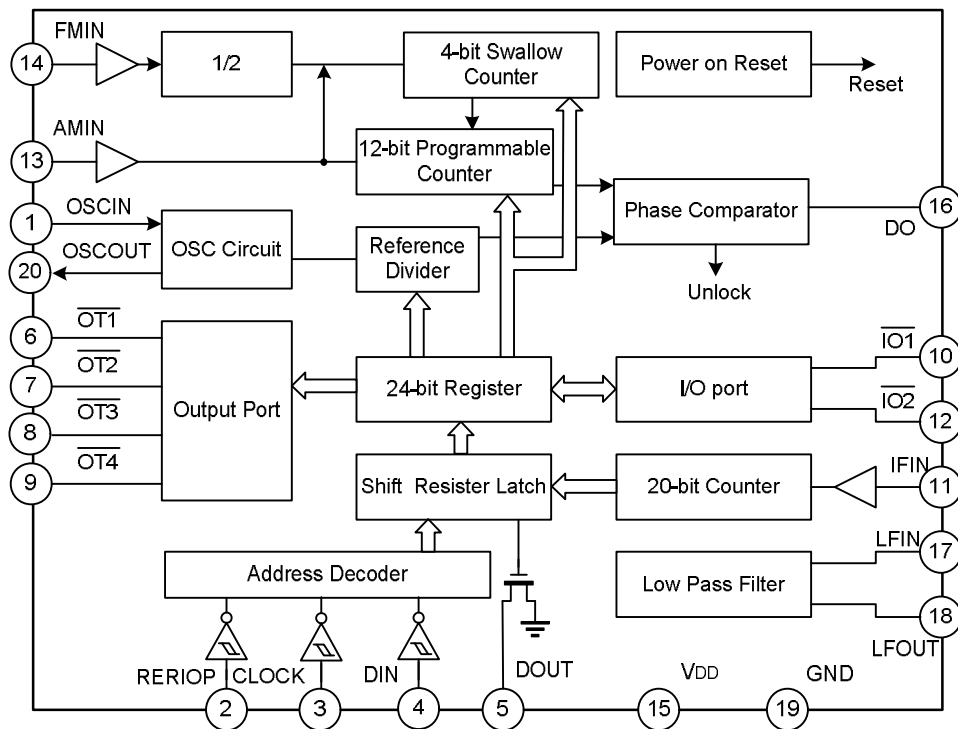 FMIN
14
1/2
4-bit Swallow
Counter
Power on Reset
Reset
AMIN
13
12-bit Programmable
Counter
1
OSCIN
OSC Circuit
OSCOUT
20
Reference
Divider
Phase Comparator
16
DO
Unlock
6
OT1
7
OT2
8
OT3
9
OT4
Output Port
24-bit Register
I/O port
IO1
10
IO2
12
Shift Resister Latch
20-bit Counter
IFIN
11
Address Decoder
Low Pass Filter
LFIN
17
18
LFOUT
RERIOP
CLOCK
DIN
DOUT
VDD
GND
2
3
4
5
15
19